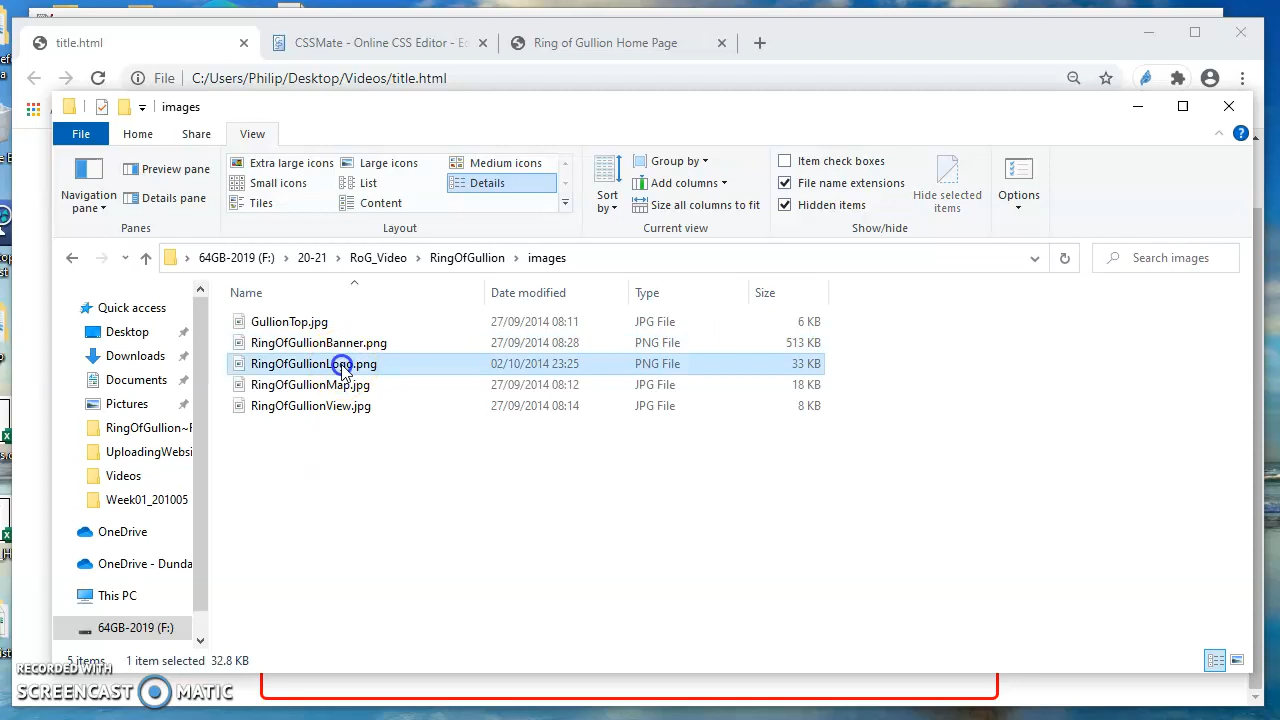 title.html
CSSMate - Online CSS Editor - Es
Ring of Gullion Home Page
File C:/Users/Philip/Desktop/Videos/title.html
images
File Home Share View
Navigation pane
Preview pane
Details pane
Panes
Extra large icons Large icons Medium icons
Small icons List Details
Tiles Content
Layout
Sort by
Group by
Add columns
Size all columns to fit
Current view
Item check boxes
File name extensions
Hidden items
Hide selected items
Show/hide
Options
64GB-2019 (F:) > 20-21 > RoG_Video > RingOfGullion > images
Search images
Name Date modified Type Size
GullionTop.jpg 27/09/2014 08:11 JPG File 6 KB
RingOfGullionBanner.png 27/09/2014 08:28 PNG File 513 KB
RingOfGullionLogo.png 02/10/2014 23:25 PNG File 33 KB
RingOfGullionMap.jpg 27/09/2014 08:12 JPG File 18 KB
RingOfGullionView.jpg 27/09/2014 08:14 JPG File 8 KB
Quick access
Desktop
Downloads
Documents
Pictures
RingOfGullion~F
UploadingWebsi
Videos
Week01_201005
OneDrive
OneDrive - Dunda
This PC
64GB-2019 (F:)
5 items 1 item selected 32.8 KB
RECORDED WITH
SCREENCAST MATIC